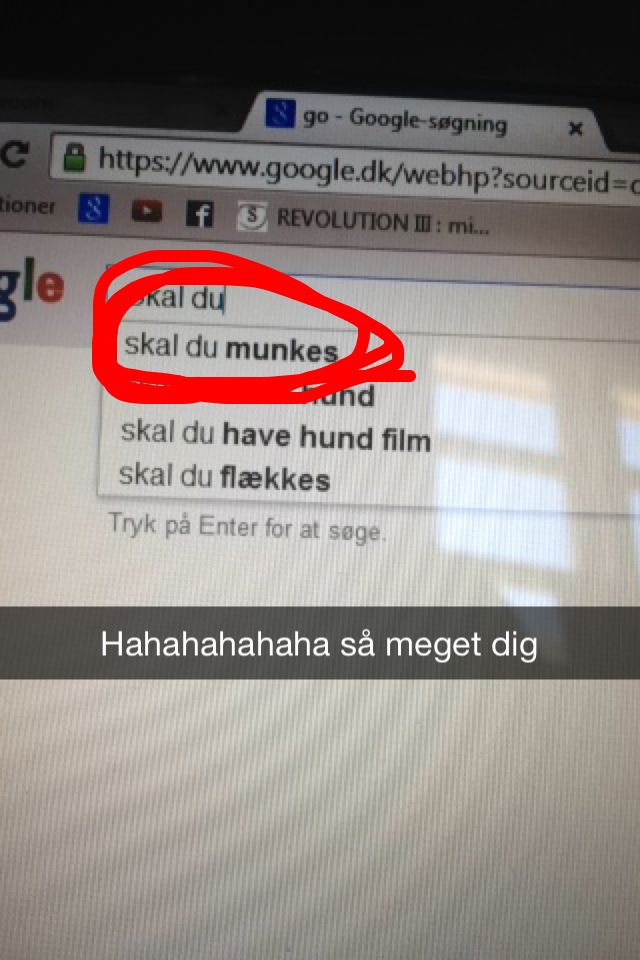 go - Google-søgning
https://www.google.dk/webhp?sourceid=c
tioner
S
REVOLUTION III : mi...
gle
skal du
skal du munkes
hund
skal du have hund film
skal du flækkes
Tryk på Enter for at søge.
Hahahahahaha så meget dig